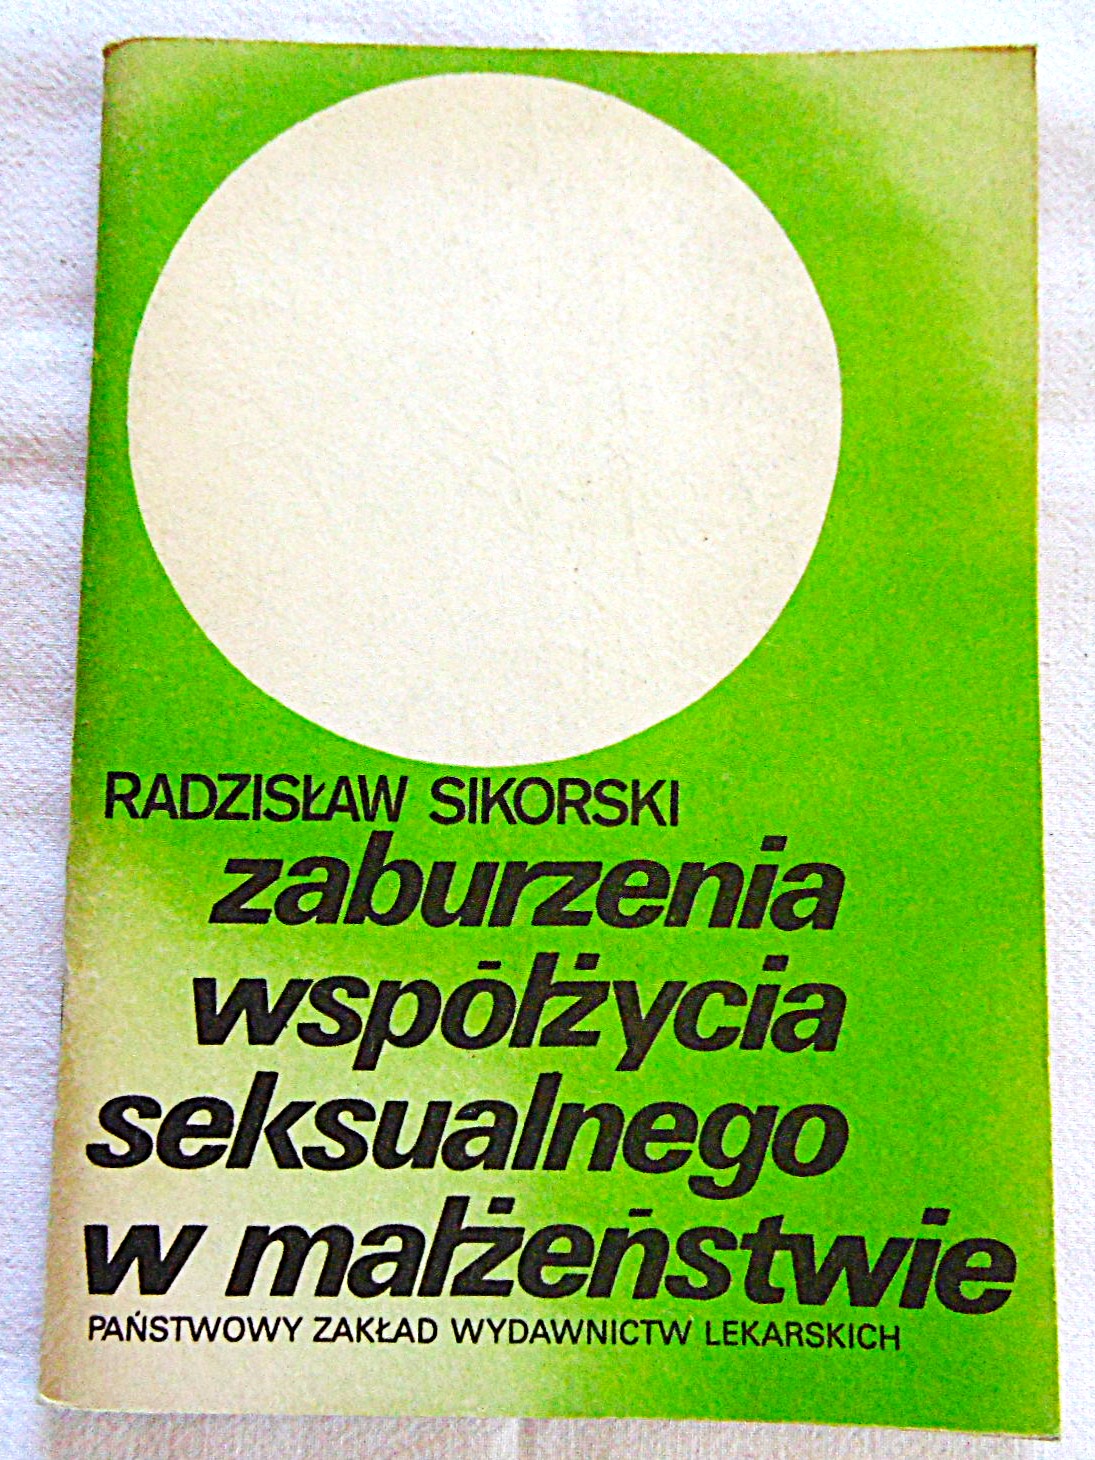 RADZISŁAW SIKORSKI
zaburzenia
współżycia
seksualnego
w małżeństwie
PAŃSTWOWY ZAKŁAD WYDAWNICTW LEKARSKICH